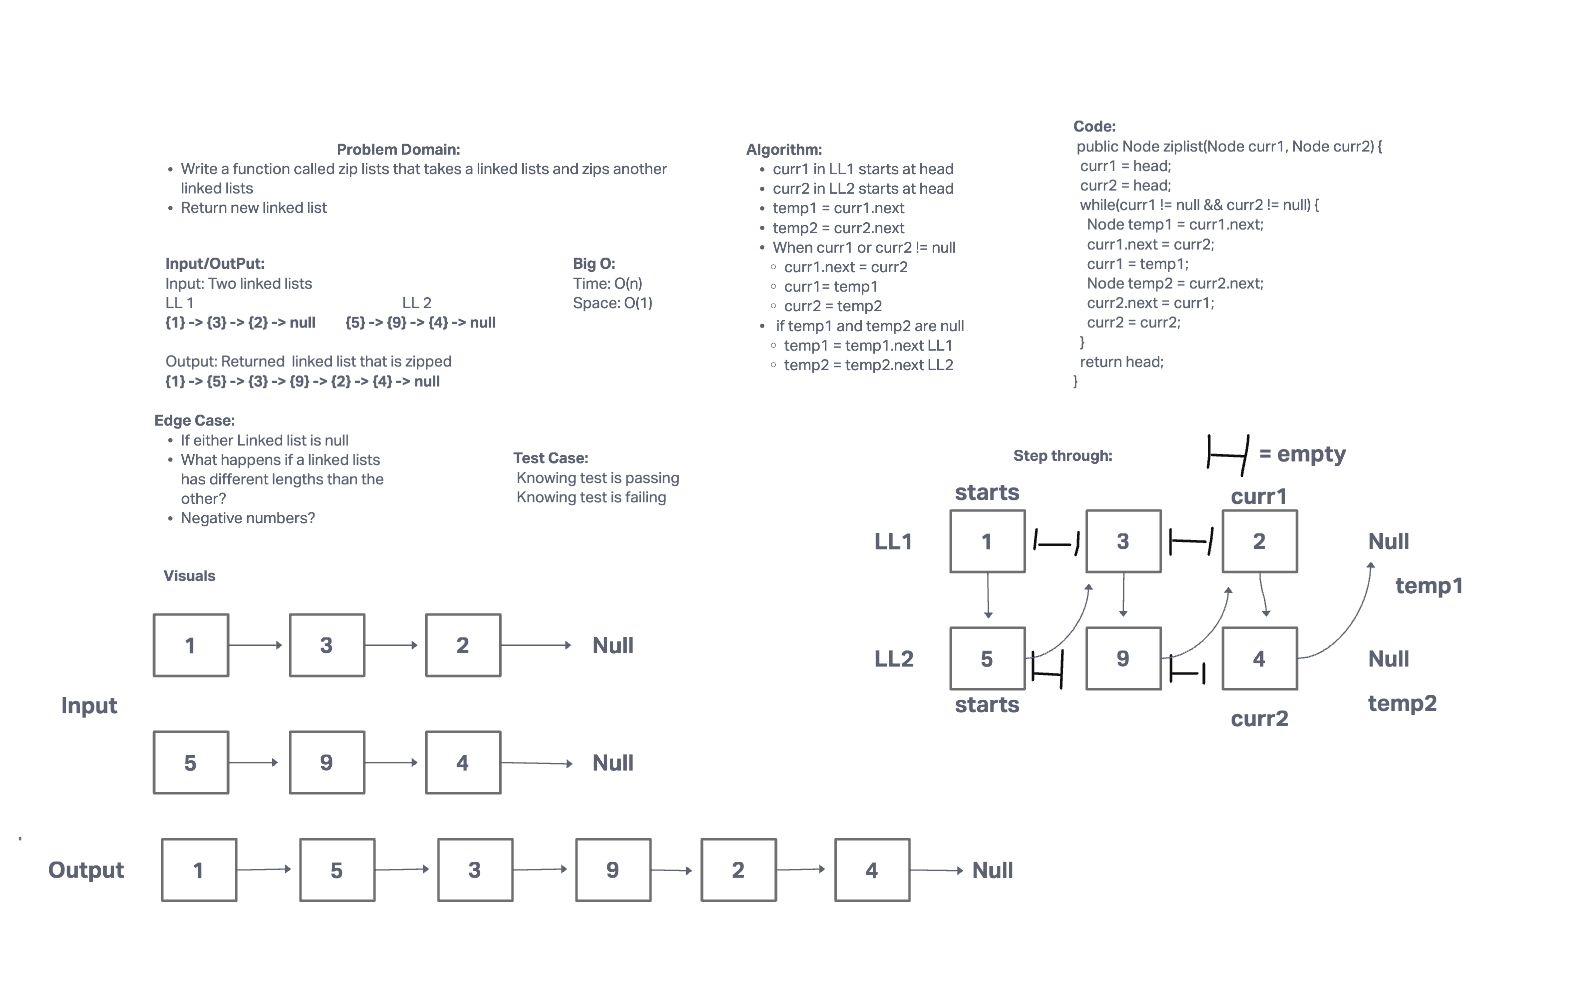 Problem Domain:
• Write a function called zip lists that takes a linked lists and zips another
linked lists
• Return new linked list
Input/OutPut:
Input: Two linked lists
LL 1 LL 2
{1} -> {3} -> {2} -> null {5} -> {9} -> {4} -> null
Output: Returned linked list that is zipped
{1} -> {5} -> {3} -> {9} -> {2} -> {4} -> null
Big O:
Time: O(n)
Space: O(1)
Edge Case:
• If either Linked list is null
• What happens if a linked lists
has different lengths than the
other?
• Negative numbers?
Test Case:
Knowing test is passing
Knowing test is failing
Algorithm:
• curr1 in LL1 starts at head
• curr2 in LL2 starts at head
• temp1 = curr1.next
• temp2 = curr2.next
• When curr1 or curr2 != null
◦ curr1.next = curr2
◦ curr1= temp1
◦ curr2 = temp2
• if temp1 and temp2 are null
◦ temp1 = temp1.next LL1
◦ temp2 = temp2.next LL2
Code:
public Node ziplist(Node curr1, Node curr2) {
curr1 = head;
curr2 = head;
while(curr1 != null && curr2 != null) {
Node temp1 = curr1.next;
curr1.next = curr2;
curr1 = temp1;
Node temp2 = curr2.next;
curr2.next = curr1;
curr2 = curr2;
}
return head;
}
Step through:
= empty
starts curr1
LL1 1 3 2 Null
temp1
LL2 5 9 4 Null
starts curr2 temp2
Visuals
1 3 2 Null
Input
5 9 4 Null
Output 1 5 3 9 2 4 Null